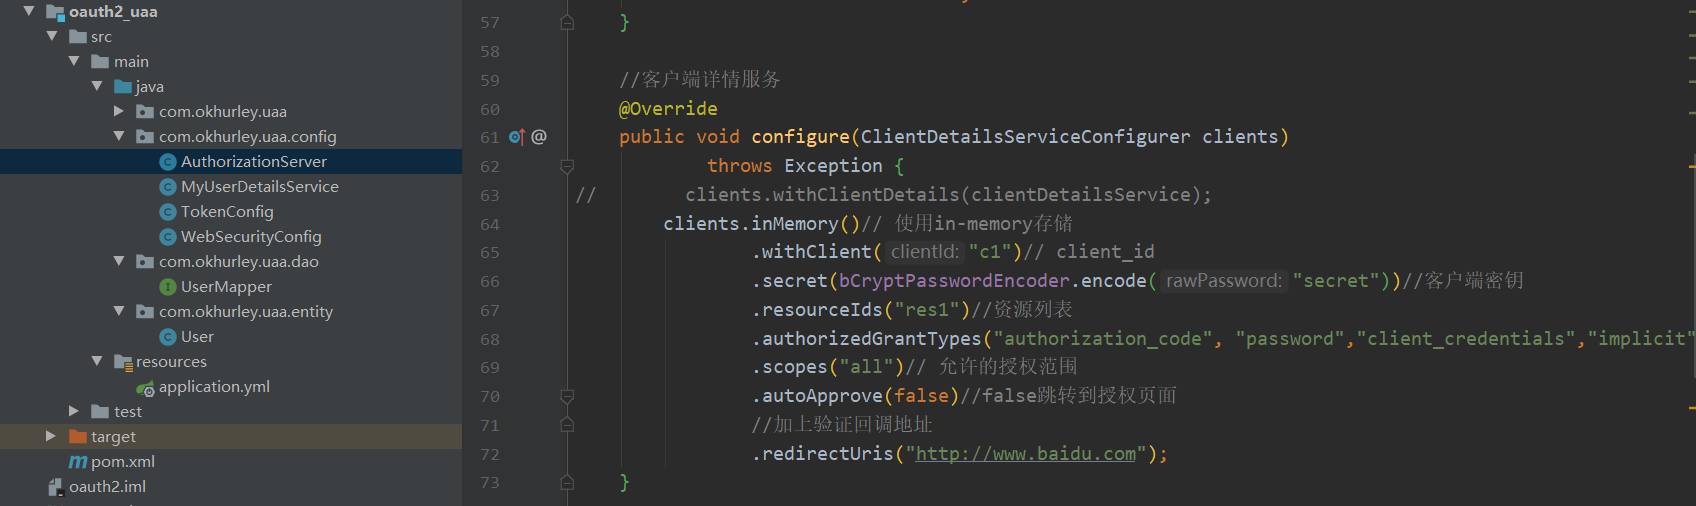 oauth2_uaa
src
main
java
com.okhurley.uaa
com.okhurley.uaa.config
AuthorizationServer
MyUserDetailsService
TokenConfig
WebSecurityConfig
com.okhurley.uaa.dao
UserMapper
com.okhurley.uaa.entity
User
resources
application.yml
test
target
pom.xml
oauth2.iml
57 }
58
59 //客户端详情服务
60 @Override
61 public void configure(ClientDetailsServiceConfigurer clients)
62 throws Exception {
63 // clients.withClientDetails(clientDetailsService);
64 clients.inMemory()// 使用in-memory存储
65 .withClient( clientId: "c1")// client_id
66 .secret(bCryptPasswordEncoder.encode( rawPassword: "secret"))//客户端密钥
67 .resourceIds("res1")//资源列表
68 .authorizedGrantTypes("authorization_code", "password","client_credentials","implicit"
69 .scopes("all")// 允许的授权范围
70 .autoApprove(false)//false跳转到授权页面
71 //加上验证回调地址
72 .redirectUris("http://www.baidu.com");
73 }